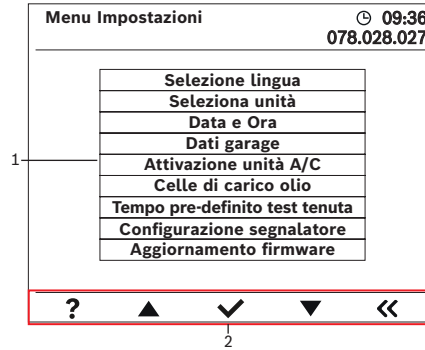 Menu Impostazioni 09:36
078.028.027
Selezione lingua
Seleziona unità
Data e Ora
Dati garage
1
Attivazione unità A/C
Celle di carico olio
Tempo pre-definito test tenuta
Configurazione segnalatore
Aggiornamento firmware
?
2